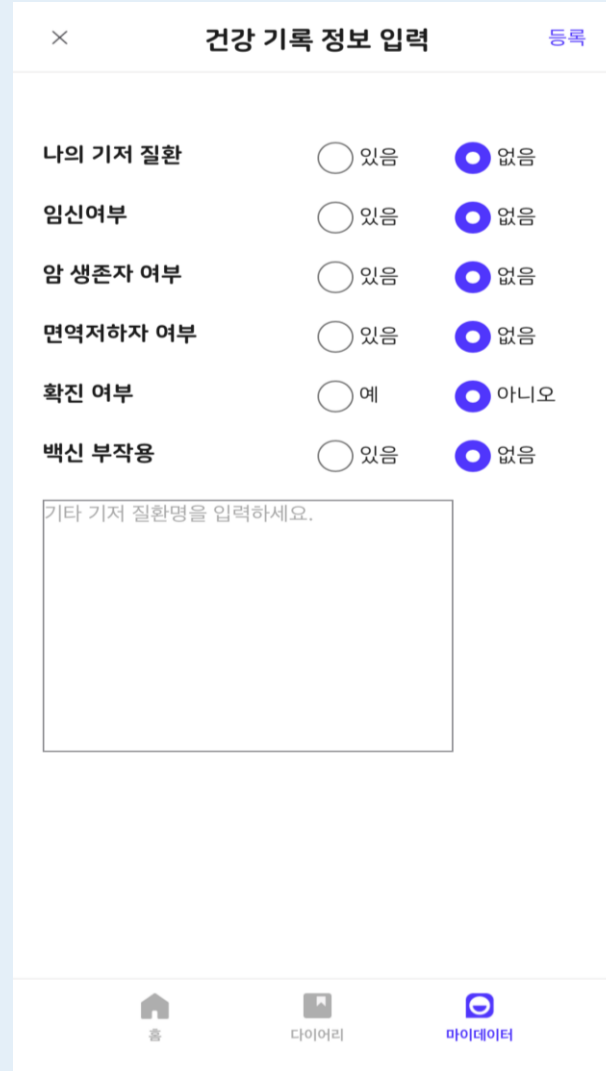 건강 기록 정보 입력 등록
나의 기저 질환 있음 없음
임신여부 있음 없음
암 생존자 여부 있음 없음
면역저하자 여부 있음 없음
확진 여부 예 아니오
백신 부작용 있음 없음
기타 기저 질환명을 입력하세요.
홈 다이어리 마이데이터